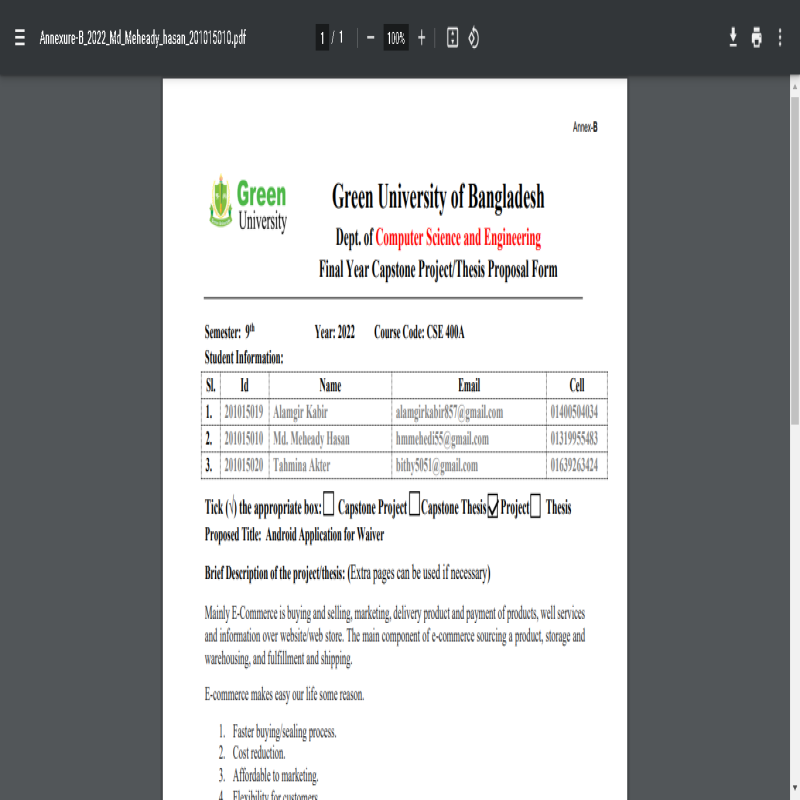 Annexure-B_2022_Md_Meheady_hasan_201015010.pdf 1 / 1 100%
Annex-B
Green University
Green University of Bangladesh
Dept. of Computer Science and Engineering
Final Year Capstone Project/Thesis Proposal Form
Semester: 9th Year: 2022 Course Code: CSE 400A
Student Information:
Sl. Id Name Email Cell
1. 201015019 Alamgir Kabir alamgirkabir857@gmail.com 01400504034
2. 201015010 Md. Meheady Hasan hmmehedi55@gmail.com 01319955483
3. 201015020 Tahmina Akter bithy5051@gmail.com 01639263424
Tick (√) the appropriate box: Capstone Project Capstone Thesis Project Thesis
Proposed Title: Android Application for Waiver
Brief Description of the project/thesis: (Extra pages can be used if necessary)
Mainly E-Commerce is buying and selling, marketing, delivery product and payment of products, well services
and information over website/web store. The main component of e-commerce sourcing a product, storage and
warehousing, and fulfillment and shipping.
E-commerce makes easy our life some reason.
1. Faster buying/sealing process.
2. Cost reduction.
3. Affordable to marketing.
4. Flexibility for customers